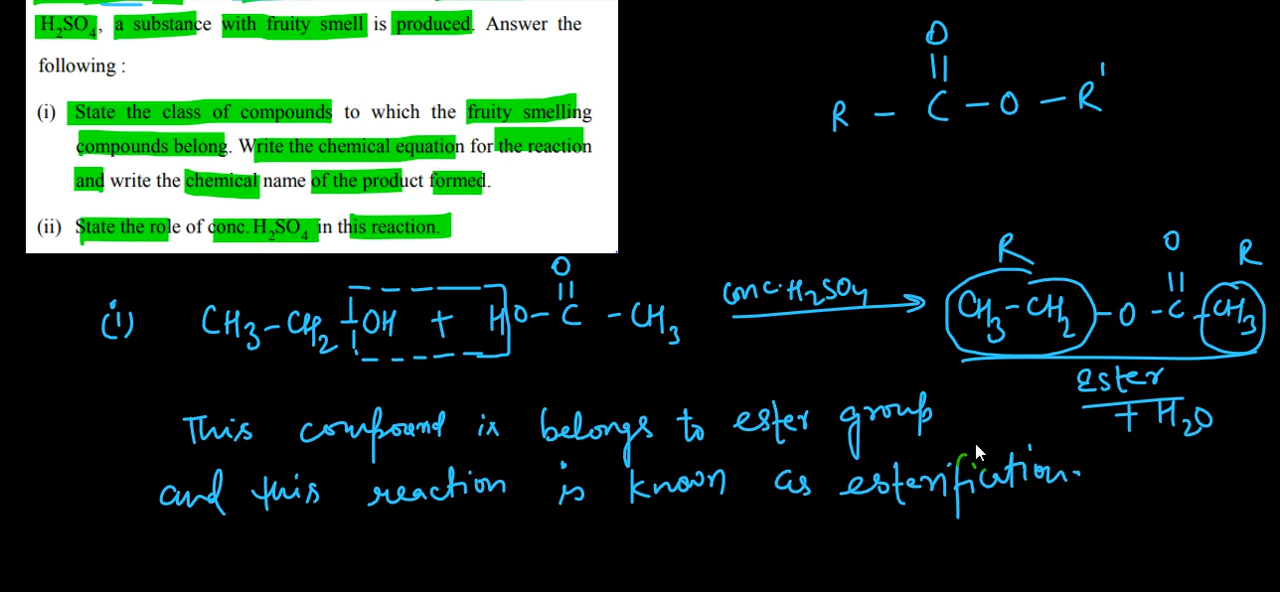 H₂SO₄, a substance with fruity smell is produced. Answer the
following :
(i) State the class of compounds to which the fruity smelling
compounds belong. Write the chemical equation for the reaction
and write the chemical name of the product formed.
(ii) State the role of conc. H₂SO₄ in this reaction.
O
||
R - C - O - R'
R O R
O
|| conc. H₂SO₄ ||
(i) CH₃-CH₂-OH + HO-C-CH₃ → CH₃-CH₂-O-C-CH₃
Ester
+ H₂O
This compound is belongs to ester group
and this reaction is known as esterification.